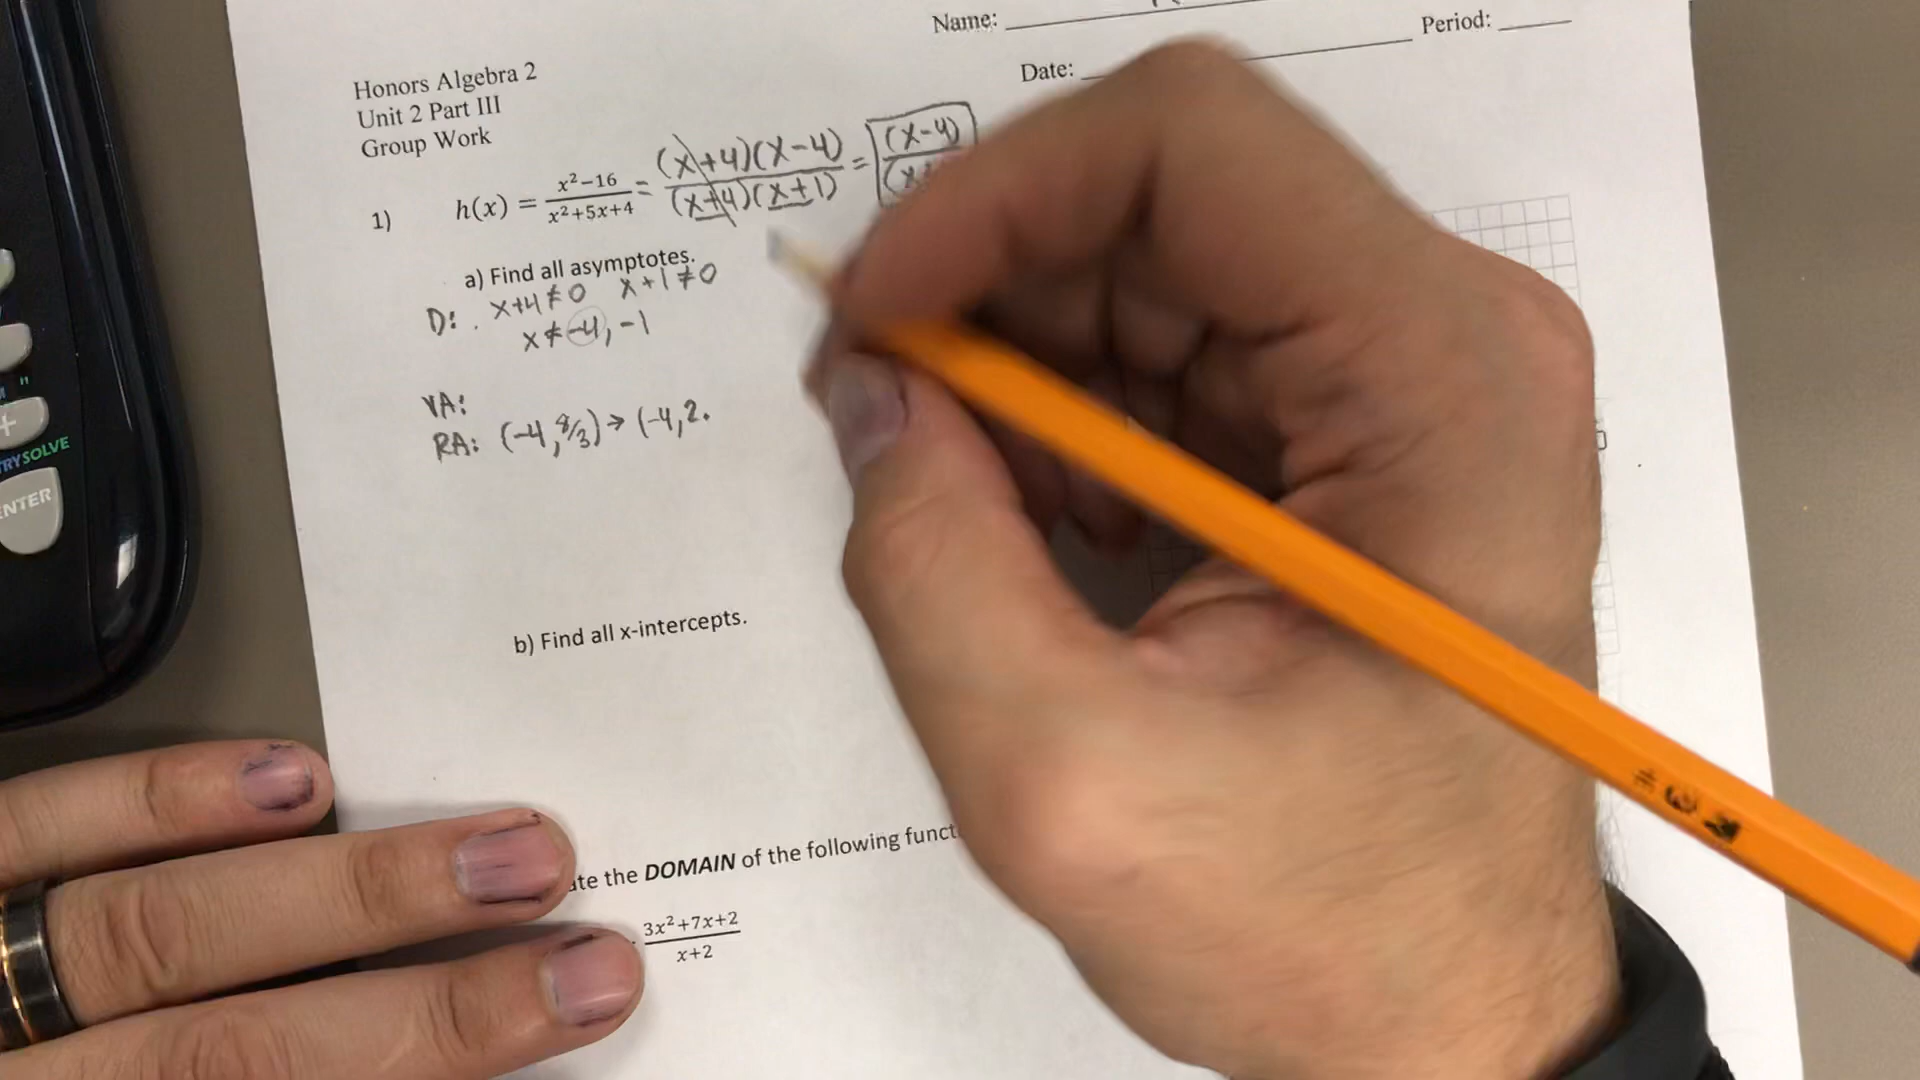 Name:
Period:
Date:
Honors Algebra 2
Unit 2 Part III
Group Work
1) h(x) = x²-16/x²+5x+4 = (x+4)(x-4)/(x+4)(x+1) = (x-4)/(x
a) Find all asymptotes.
D: x+4≠0 x+1≠0
x≠-4, -1
VA:
RA: (-4, 8/3) → (-4, 2.
b) Find all x-intercepts.
the DOMAIN of the following
3x²+7x+2/x+2
TRYSOLVE
ENTER